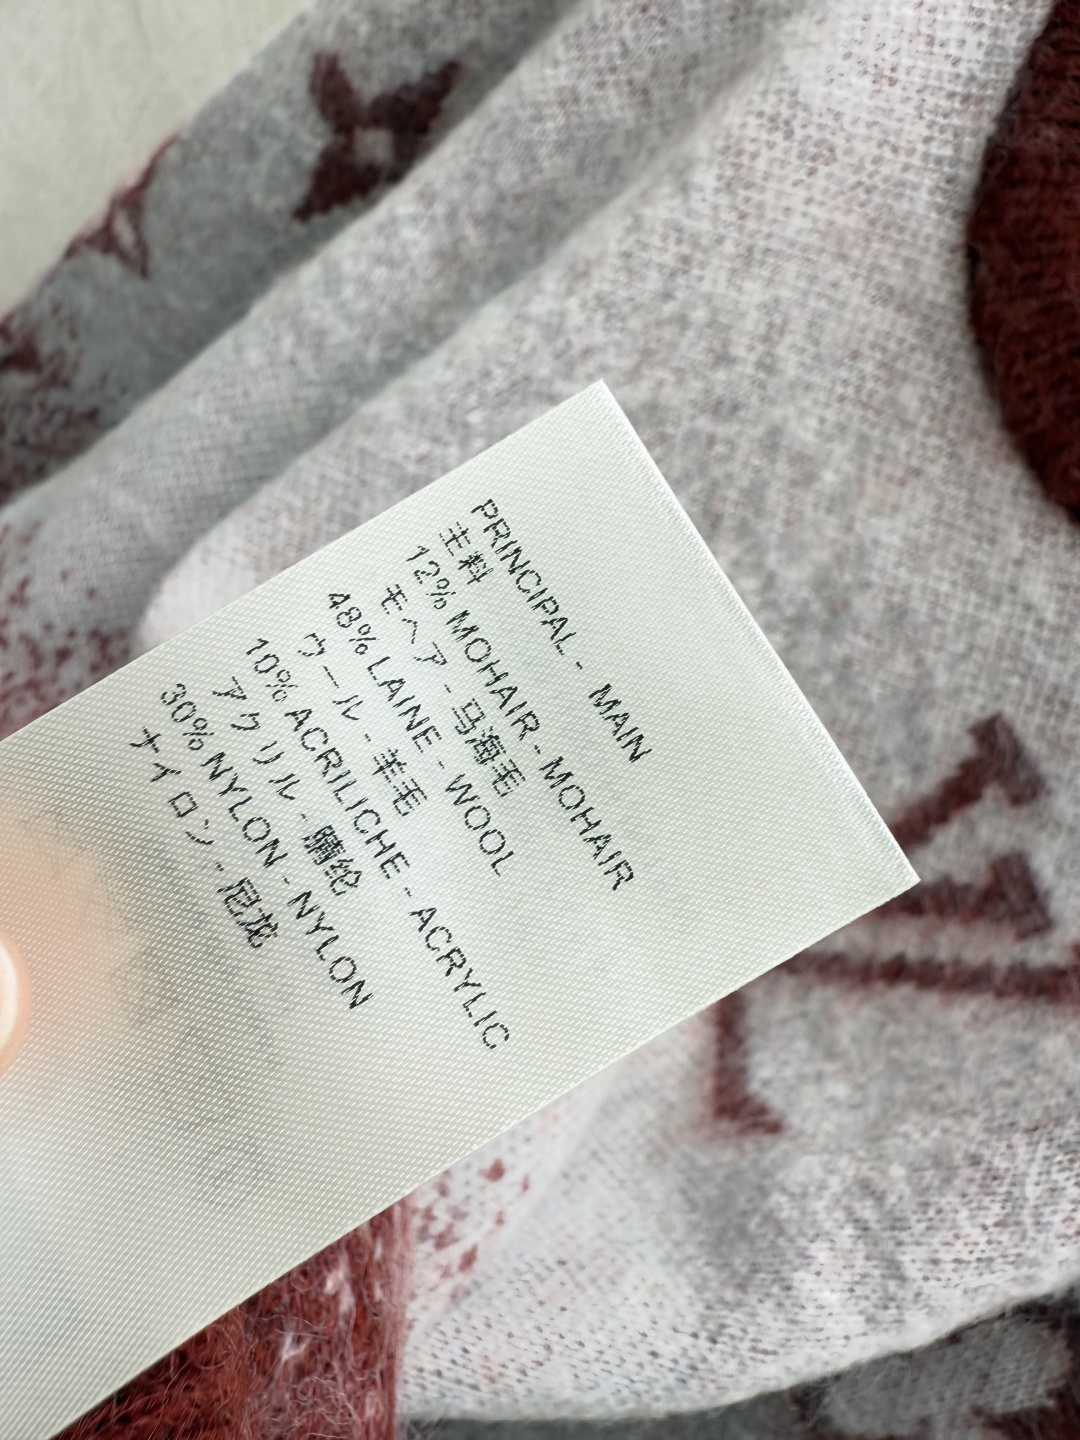 PRINCIPAL - MAIN
主料
12% MOHAIR - MOHAIR
モヘア - 马海毛
48% LAINE - WOOL
ウール - 羊毛
10% ACRILICHE - ACRYLIC
アクリル - 腈纶
30% NYLON - NYLON
ナイロン - 尼龙